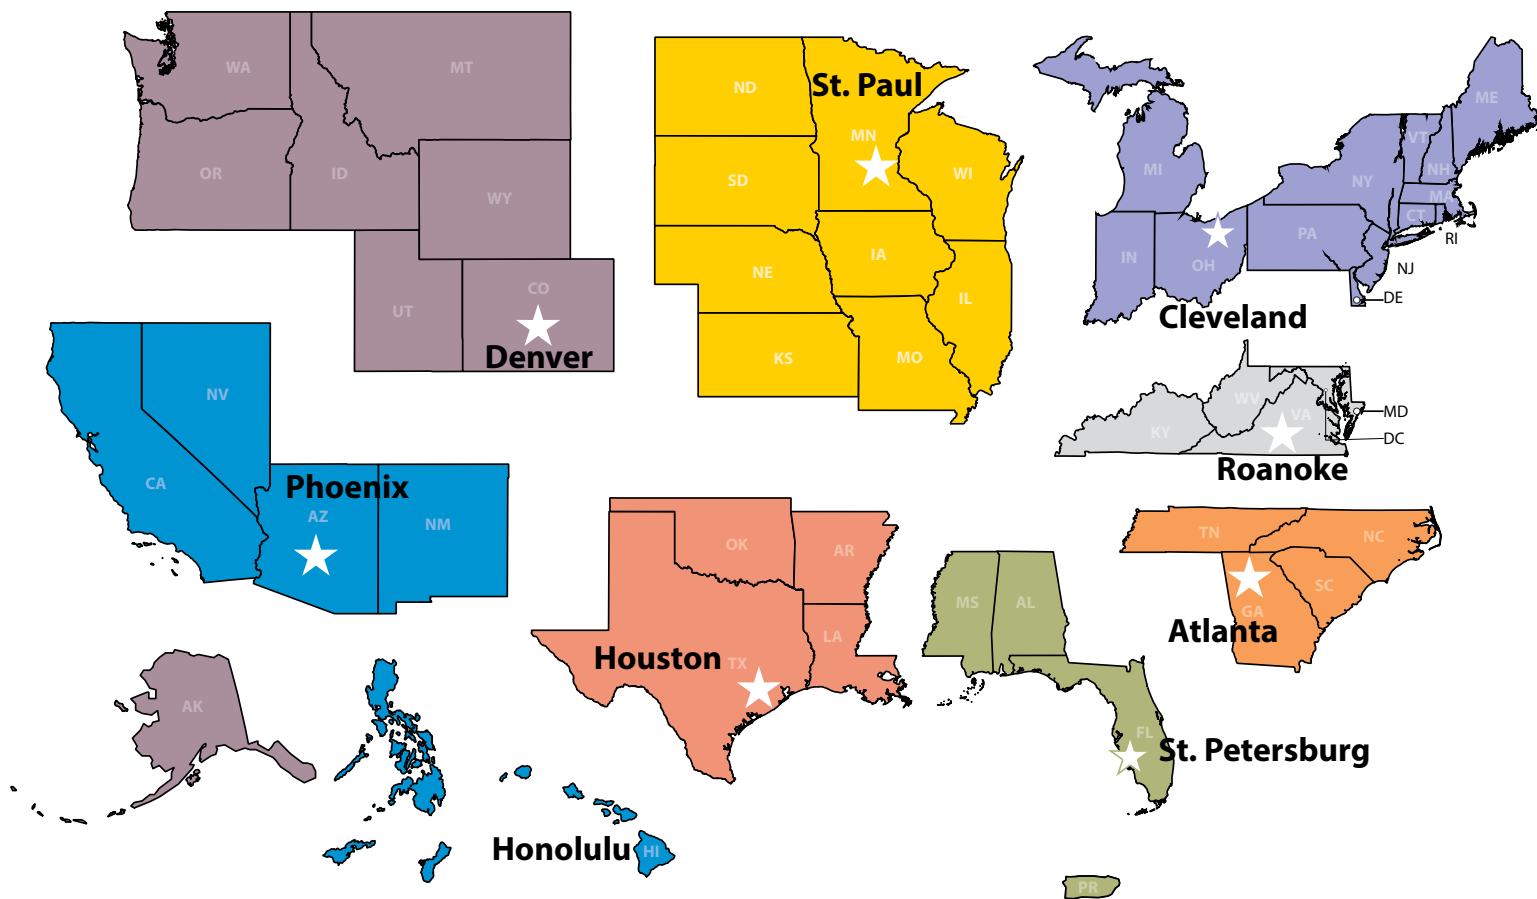 WA
MT
OR
ID
WY
UT
CO
Denver
ND
St. Paul
MN
SD
WI
NE
IA
IL
KS
MO
ME
VT
NH
MI
NY
MA
CT
RI
PA
IN
OH
NJ
DE
Cleveland
WV
VA
MD
KY
DC
Roanoke
NV
CA
Phoenix
AZ
NM
OK
AR
LA
Houston
TX
TN
NC
SC
GA
Atlanta
MS
AL
FL
St. Petersburg
PR
AK
Honolulu
HI